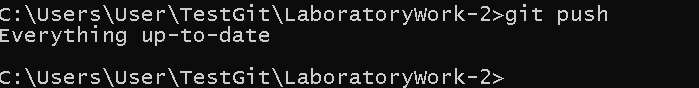 C:\Users\User\TestGit\LaboratoryWork-2>git push
Everything up-to-date
C:\Users\User\TestGit\LaboratoryWork-2>